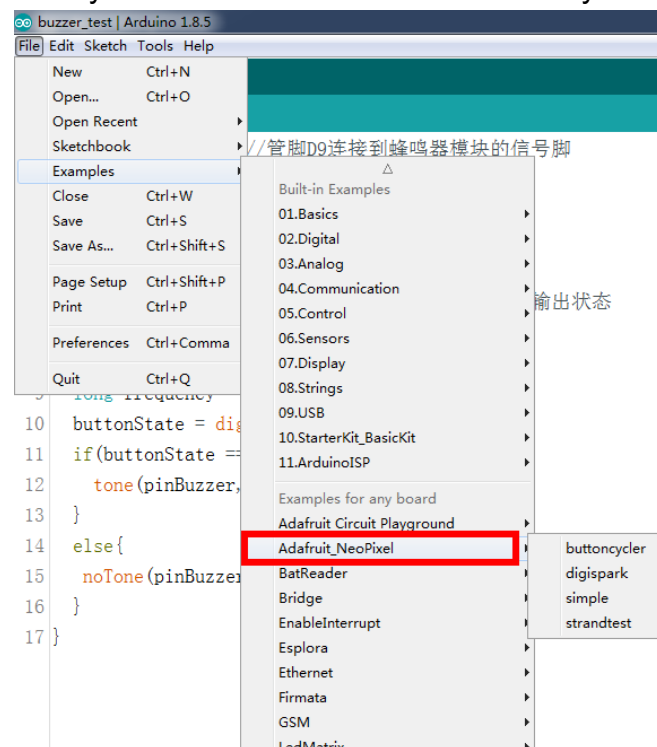 buzzer_test | Arduino 1.8.5
File Edit Sketch Tools Help
New Ctrl+N
Open... Ctrl+O
Open Recent
Sketchbook
Examples
Close Ctrl+W
Save Ctrl+S
Save As... Ctrl+Shift+S
Page Setup Ctrl+Shift+P
Print Ctrl+P
Preferences Ctrl+Comma
Quit Ctrl+Q
//管脚D9连接到蜂鸣器模块的信号脚
输出状态
Built-in Examples
01.Basics
02.Digital
03.Analog
04.Communication
05.Control
06.Sensors
07.Display
08.Strings
09.USB
10.StarterKit_BasicKit
11.ArduinoISP
Examples for any board
Adafruit Circuit Playground
Adafruit_NeoPixel
BatReader
Bridge
EnableInterrupt
Esplora
Ethernet
Firmata
GSM
LedMatrix
buttoncycler
digispark
simple
strandtest
long frequency
10 buttonState = dig
11 if(buttonState ==
12 tone(pinBuzzer,
13 }
14 else{
15 noTone(pinBuzzer
16 }
17 }